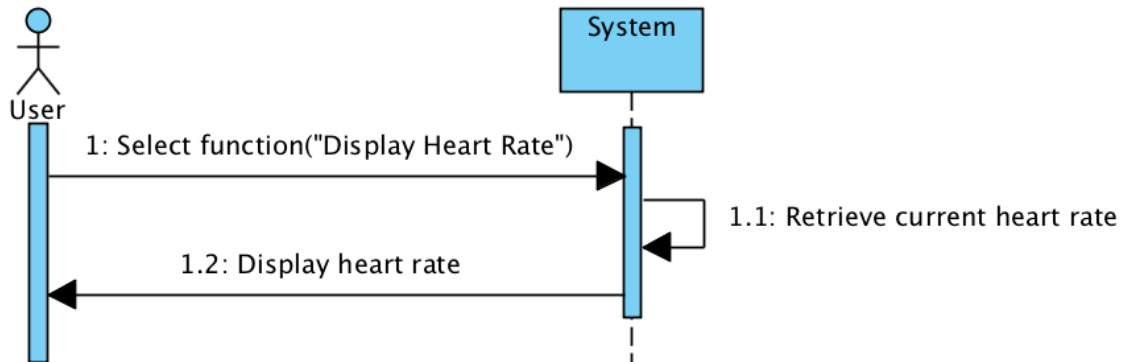 System
User
1: Select function("Display Heart Rate")
1.1: Retrieve current heart rate
1.2: Display heart rate